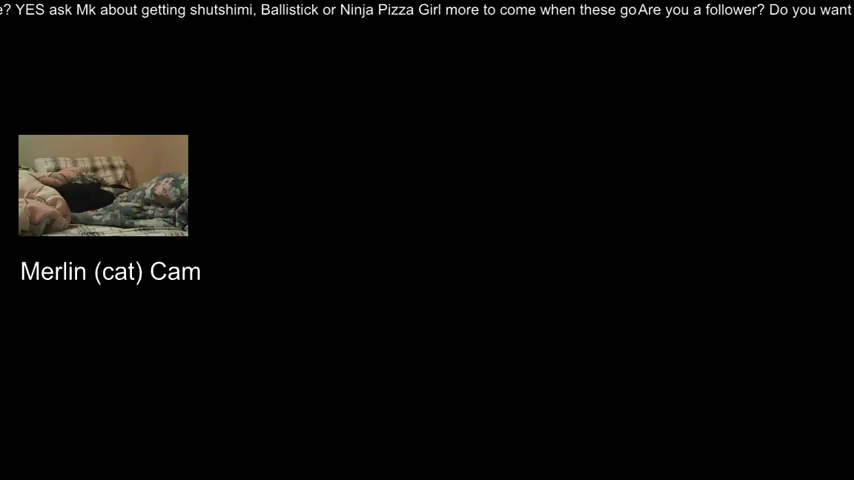 YES ask Mk about getting shutshimi, Ballistick or Ninja Pizza Girl more to come when these goAre you a follower? Do you want
Merlin (cat) Cam